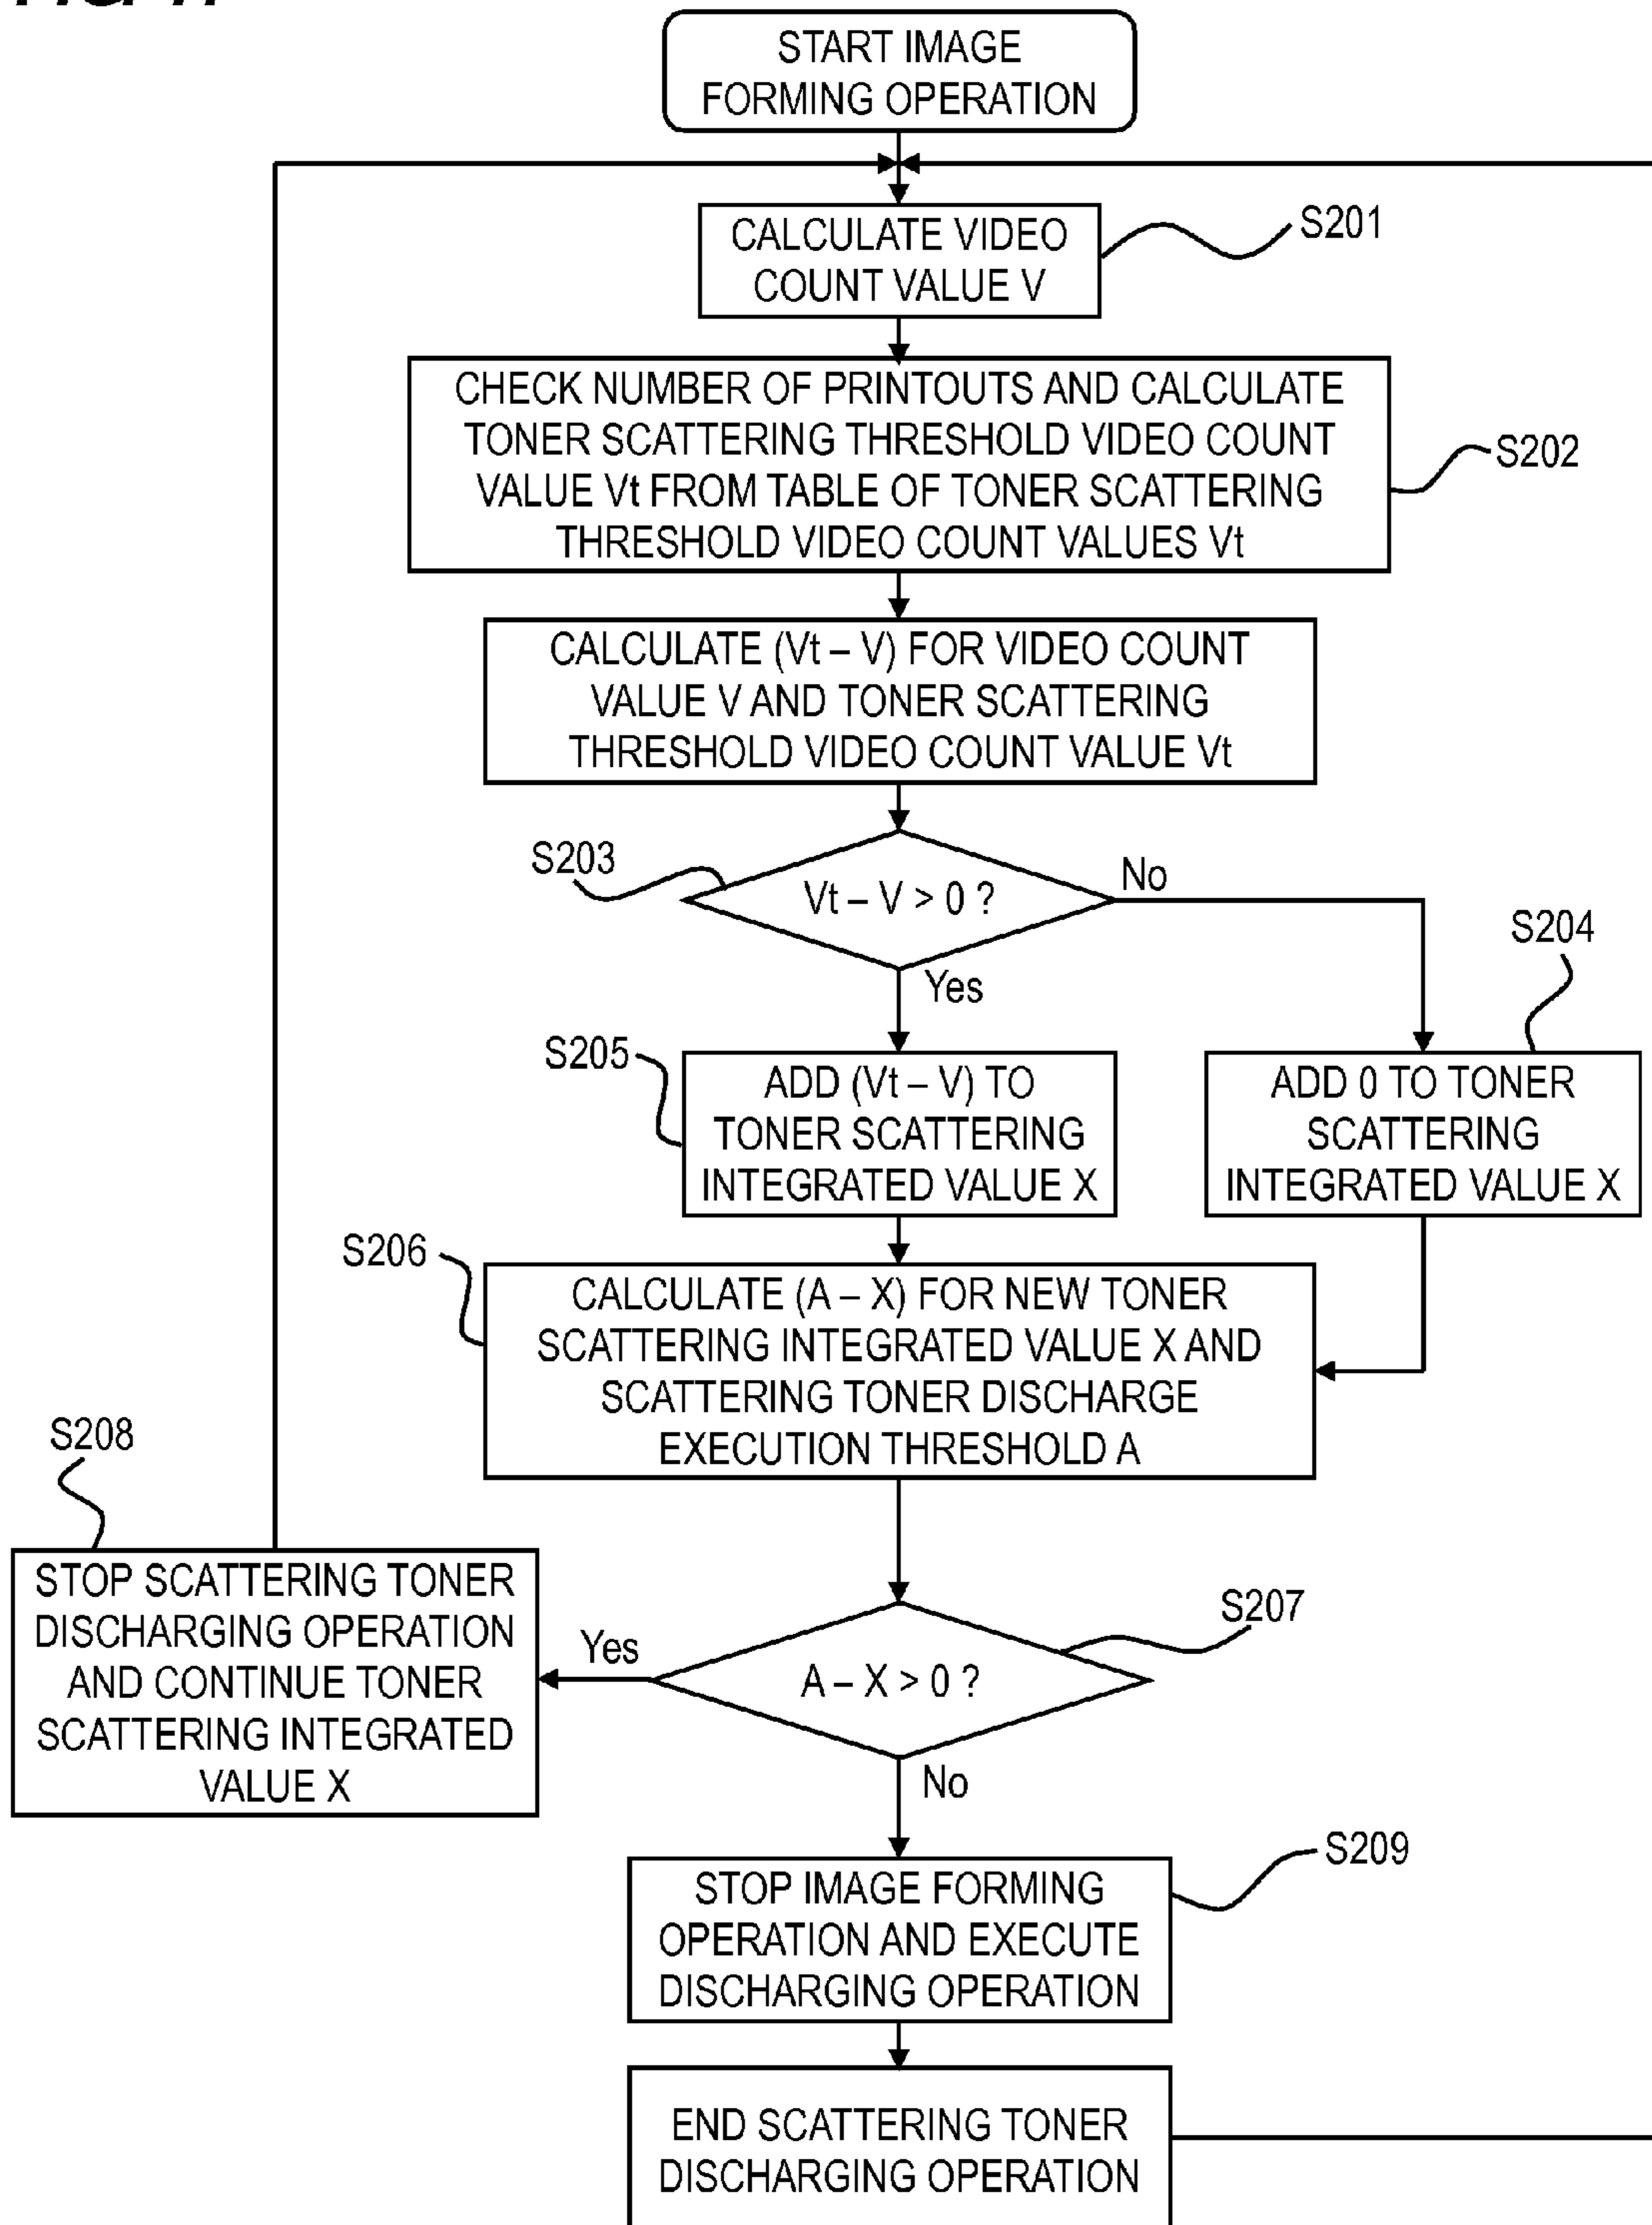 START IMAGE
FORMING OPERATION
CALCULATE VIDEO
COUNT VALUE V
S201
CHECK NUMBER OF PRINTOUTS AND CALCULATE
TONER SCATTERING THRESHOLD VIDEO COUNT
VALUE Vt FROM TABLE OF TONER SCATTERING
THRESHOLD VIDEO COUNT VALUES Vt
S202
CALCULATE (Vt – V) FOR VIDEO COUNT
VALUE V AND TONER SCATTERING
THRESHOLD VIDEO COUNT VALUE Vt
S203
Vt – V > 0 ?
No
Yes
S204
S205
ADD (Vt – V) TO
TONER SCATTERING
INTEGRATED VALUE X
ADD 0 TO TONER
SCATTERING
INTEGRATED VALUE X
S206
CALCULATE (A – X) FOR NEW TONER
SCATTERING INTEGRATED VALUE X AND
SCATTERING TONER DISCHARGE
EXECUTION THRESHOLD A
S208
STOP SCATTERING TONER
DISCHARGING OPERATION
AND CONTINUE TONER
SCATTERING INTEGRATED
VALUE X
Yes
A – X > 0 ?
S207
No
STOP IMAGE FORMING
OPERATION AND EXECUTE
DISCHARGING OPERATION
S209
END SCATTERING TONER
DISCHARGING OPERATION